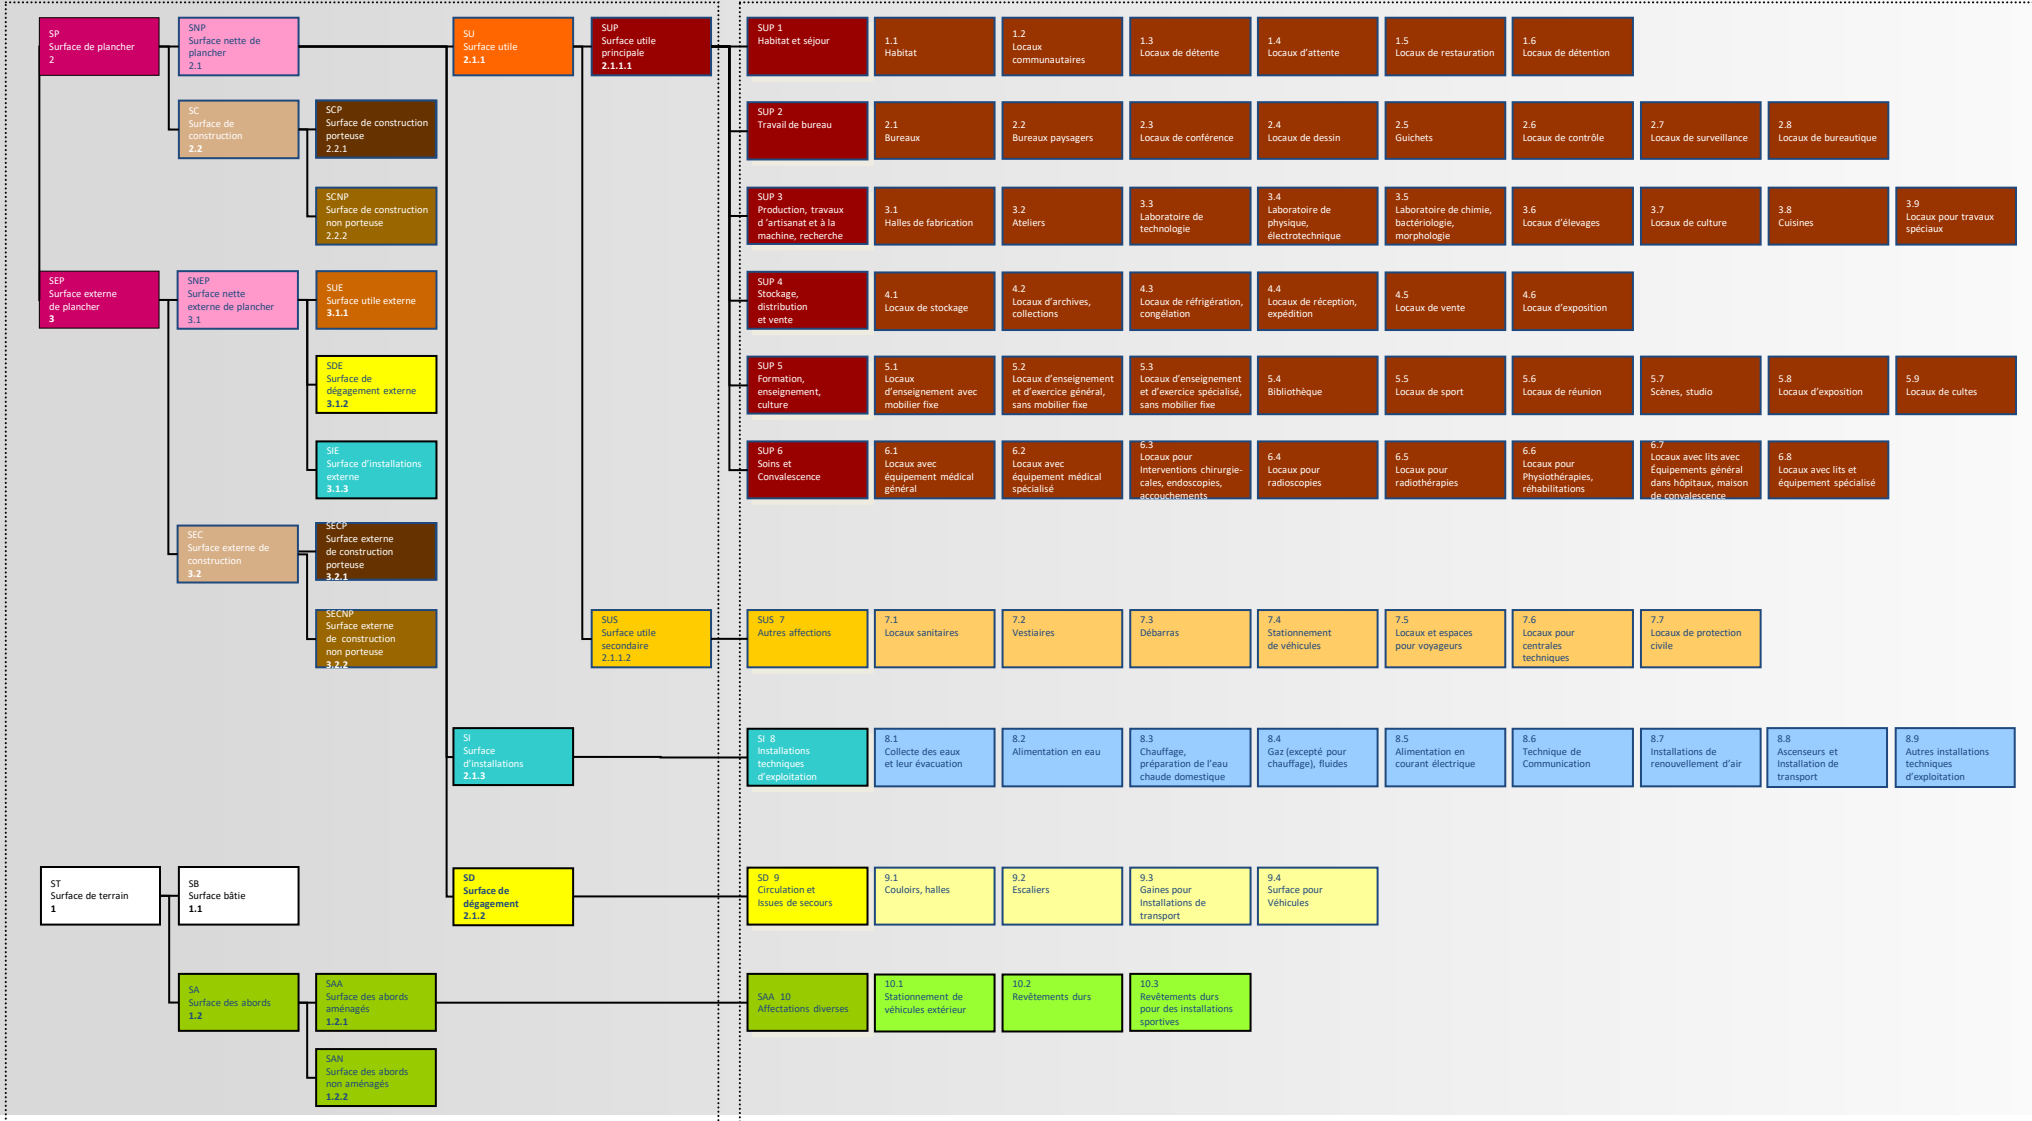 SP
Surface de plancher
2
SNP
Surface nette de
plancher
2.1
SU
Surface utile
2.1.1
SUP
Surface utile
principale
2.1.1.1
SUP 1
Habitat et séjour
1.1
Habitat
1.2
Locaux
communautaires
1.3
Locaux de détente
1.4
Locaux d’attente
1.5
Locaux de restauration
1.6
Locaux de détention
SC
Surface de
construction
2.2
SCP
Surface de construction
porteuse
2.2.1
SUP 2
Travail de bureau
2.1
Bureaux
2.2
Bureaux paysagers
2.3
Locaux de conférence
2.4
Locaux de dessin
2.5
Guichets
2.6
Locaux de contrôle
2.7
Locaux de surveillance
2.8
Locaux de bureautique
SCNP
Surface de construction
non porteuse
2.2.2
SUP 3
Production, travaux
d ’artisanat et à la
machine, recherche
3.1
Halles de fabrication
3.2
Ateliers
3.3
Laboratoire de
technologie
3.4
Laboratoire de
physique,
électrotechnique
3.5
Laboratoire de chimie,
bactériologie,
morphologie
3.6
Locaux d’élevages
3.7
Locaux de culture
3.8
Cuisines
3.9
Locaux pour travaux
spéciaux
SEP
Surface externe
de plancher
3
SNEP
Surface nette
externe de plancher
3.1
SUE
Surface utile externe
3.1.1
SUP 4
Stockage,
distribution
et vente
4.1
Locaux de stockage
4.2
Locaux d’archives,
collections
4.3
Locaux de réfrigération,
congélation
4.4
Locaux de réception,
expédition
4.5
Locaux de vente
4.6
Locaux d’exposition
SDE
Surface de
dégagement externe
3.1.2
SUP 5
Formation,
enseignement,
culture
5.1
Locaux
d’enseignement avec
mobilier fixe
5.2
Locaux d’enseignement
et d’exercice général,
sans mobilier fixe
5.3
Locaux d’enseignement
et d’exercice spécialisé,
sans mobilier fixe
5.4
Bibliothèque
5.5
Locaux de sport
5.6
Locaux de réunion
5.7
Scènes, studio
5.8
Locaux d’exposition
5.9
Locaux de cultes
SIE
Surface d’installations
externe
3.1.3
SUP 6
Soins et
Convalescence
6.1
Locaux avec
équipement médical
général
6.2
Locaux avec
équipement médical
spécialisé
6.3
Locaux pour
Interventions chirurgie-
cales, endoscopies,
accouchements
6.4
Locaux pour
radioscopies
6.5
Locaux pour
radiothérapies
6.6
Locaux pour
Physiothérapies,
réhabilitations
6.7
Locaux avec lits avec
Équipements général
dans hôpitaux, maison
de convalescence
6.8
Locaux avec lits et
équipement spécialisé
SEC
Surface externe de
construction
3.2
SECP
Surface externe
de construction
porteuse
3.2.1
SECNP
Surface externe
de construction
non porteuse
3.2.2
SUS
Surface utile
secondaire
2.1.1.2
SUS 7
Autres affections
7.1
Locaux sanitaires
7.2
Vestiaires
7.3
Débarras
7.4
Stationnement
de véhicules
7.5
Locaux et espaces
pour voyageurs
7.6
Locaux pour
centrales
techniques
7.7
Locaux de protection
civile
SI
Surface
d’installations
2.1.3
SI 8
Installations
techniques
d’exploitation
8.1
Collecte des eaux
et leur évacuation
8.2
Alimentation en eau
8.3
Chauffage,
préparation de l’eau
chaude domestique
8.4
Gaz (excepté pour
chauffage), fluides
8.5
Alimentation en
courant électrique
8.6
Technique de
Communication
8.7
Installations de
renouvellement d’air
8.8
Ascenseurs et
Installation de
transport
8.9
Autres installations
techniques
d’exploitation
ST
Surface de terrain
1
SB
Surface bâtie
1.1
SD
Surface de
dégagement
2.1.2
SD 9
Circulation et
Issues de secours
9.1
Couloirs, halles
9.2
Escaliers
9.3
Gaines pour
Installations de
transport
9.4
Surface pour
Véhicules
SA
Surface des abords
1.2
SAA
Surface des abords
aménagés
1.2.1
SAA 10
Affectations diverses
10.1
Stationnement de
véhicules extérieur
10.2
Revêtements durs
10.3
Revêtements durs
pour des installations
sportives
SAN
Surface des abords
non aménagés
1.2.2